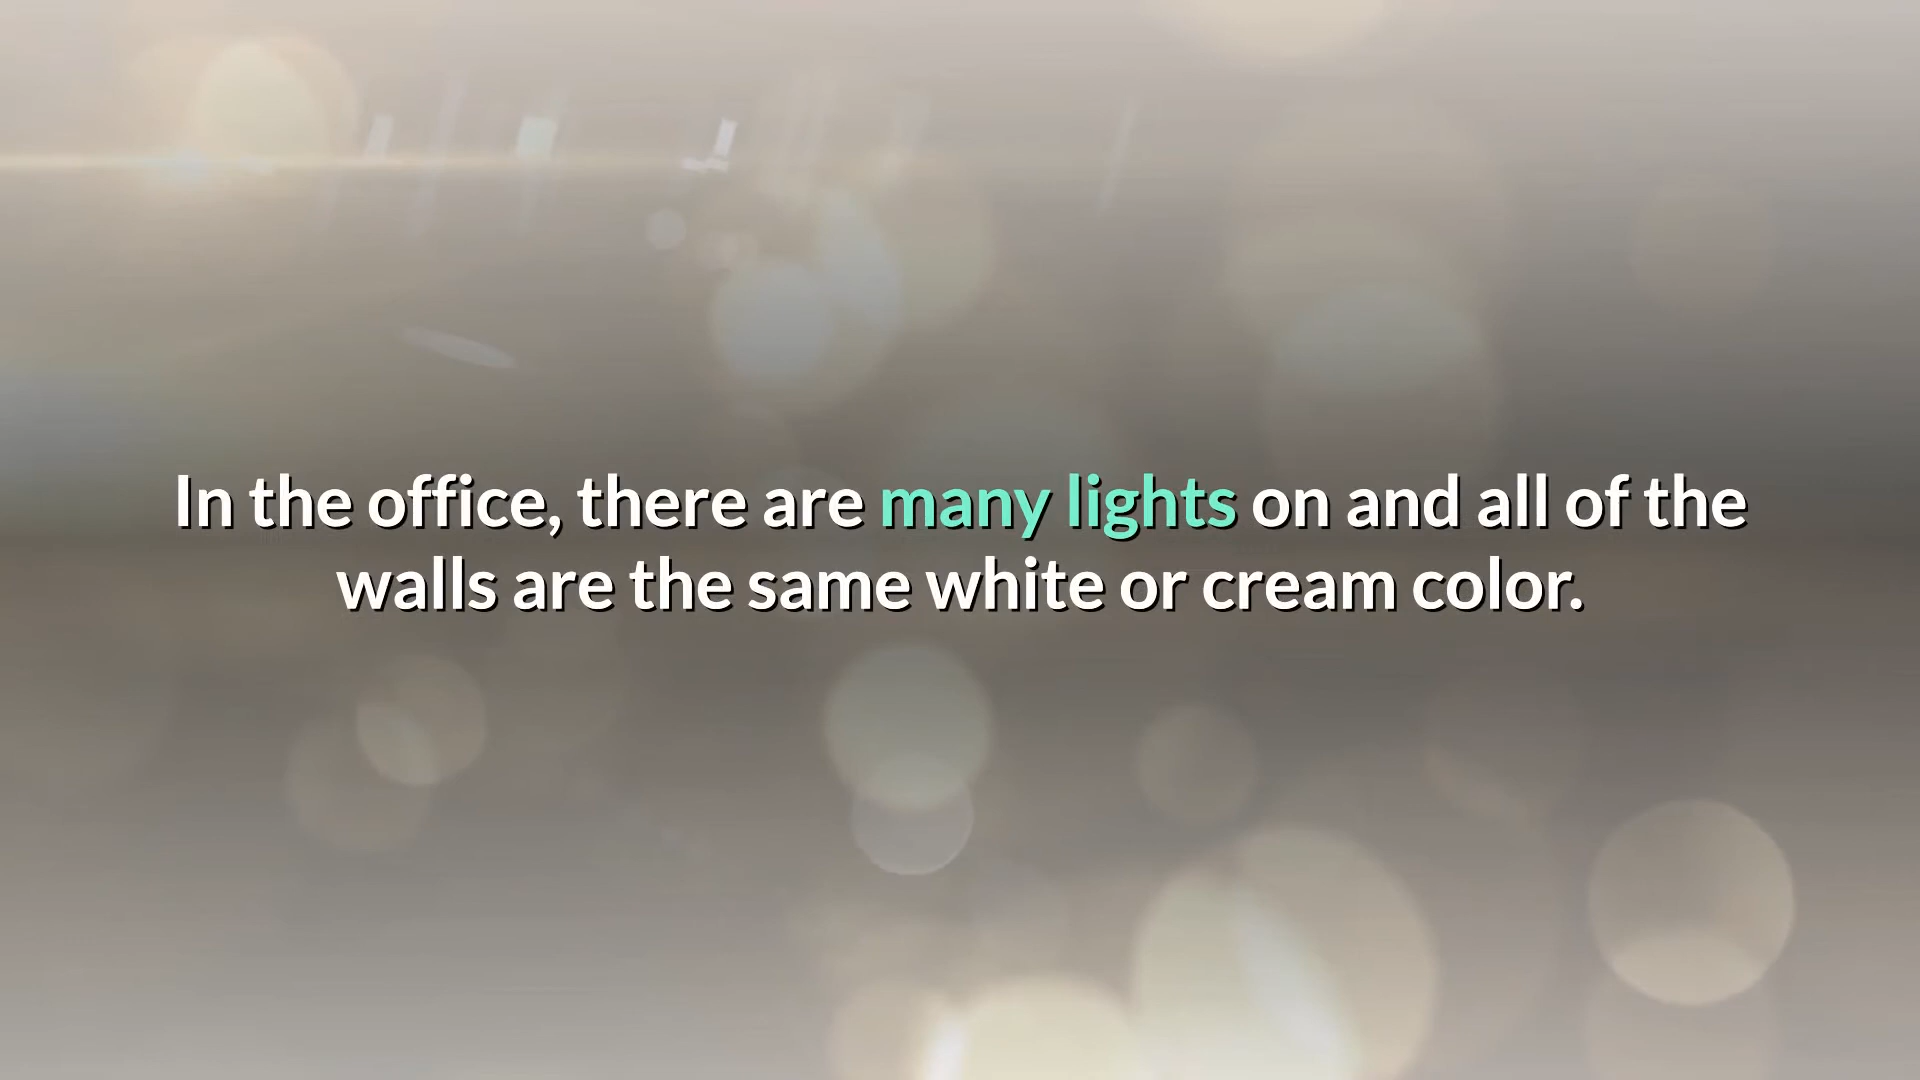 In the office, there are many lights on and all of the
walls are the same white or cream color.